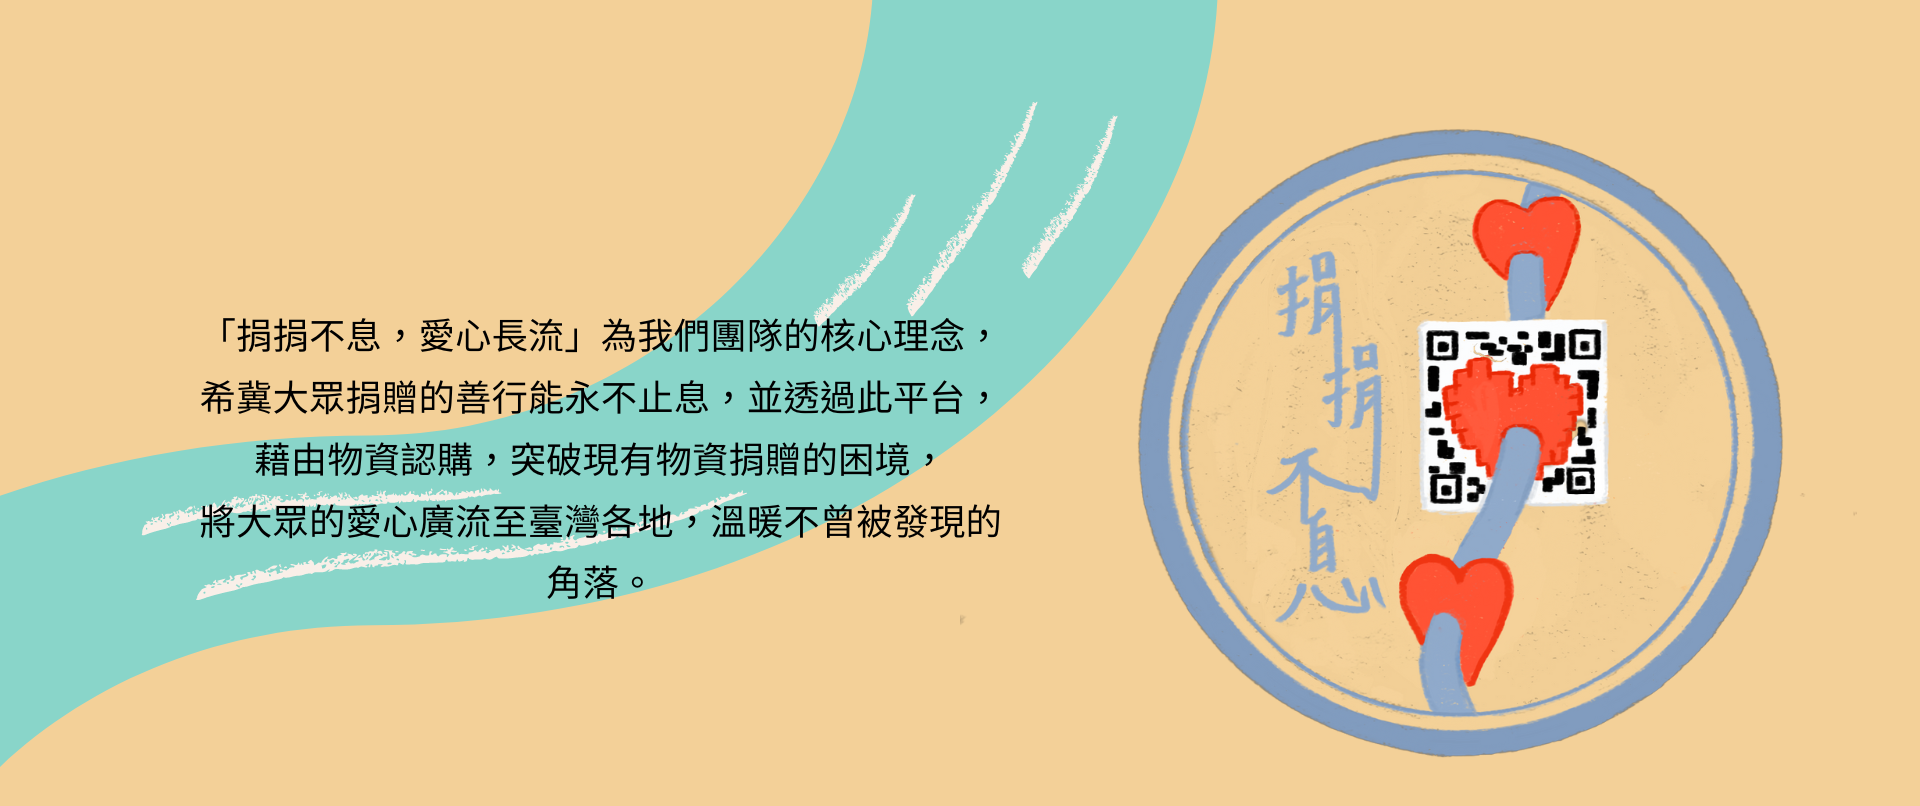 「捐捐不息，愛心長流」為我們團隊的核心理念，
希冀大眾捐贈的善行能永不止息，並透過此平台，
藉由物資認購，突破現有物資捐贈的困境，
將大眾的愛心廣流至臺灣各地，溫暖不曾被發現的
角落。
捐捐不息